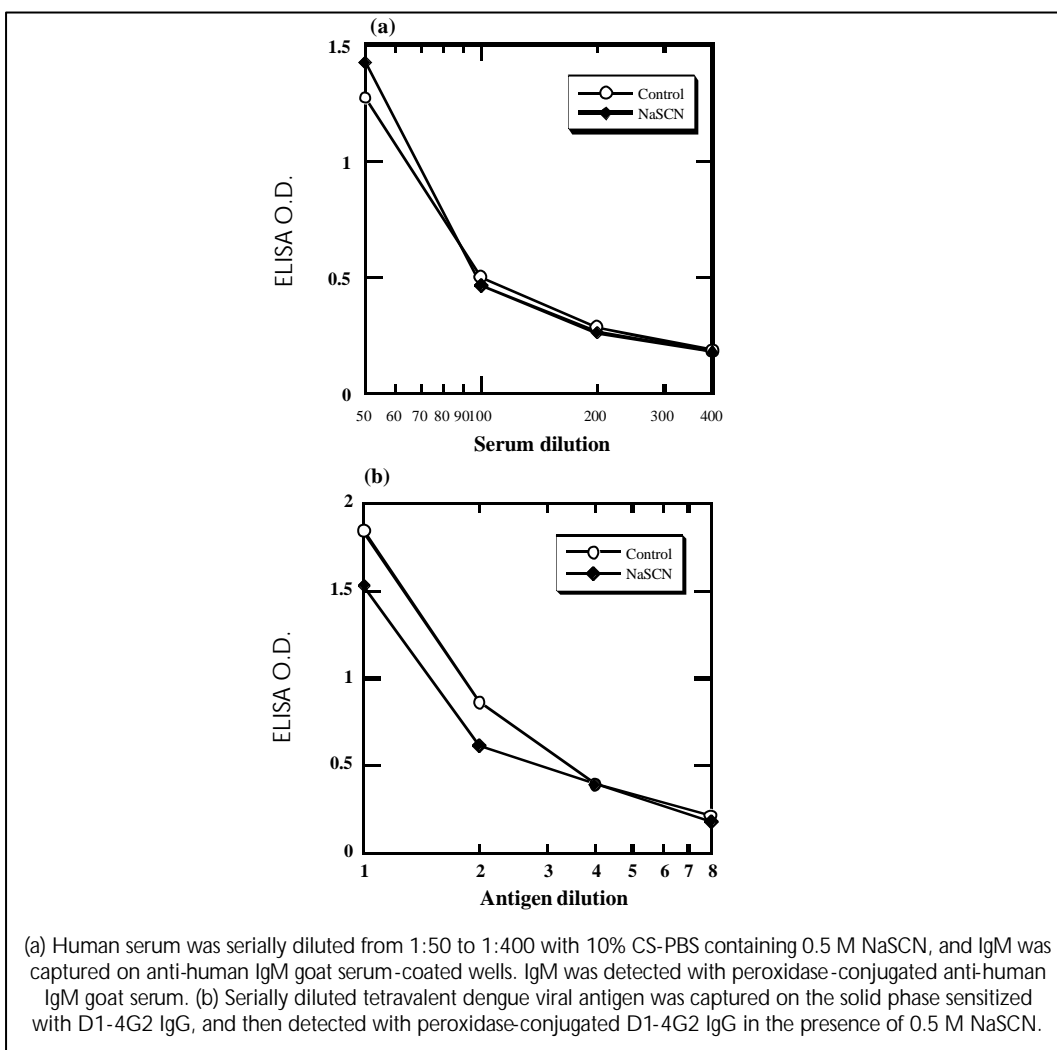 (a)
1.5
1
0.5
0
ELISA O.D.
Control
NaSCN
50 60 70 80 90100 200 300 400
Serum dilution
(b)
2
1.5
1
0.5
0
ELISA O.D.
Control
NaSCN
1 2 3 4 5 6 7 8
Antigen dilution
(a) Human serum was serially diluted from 1:50 to 1:400 with 10% CS-PBS containing 0.5 M NaSCN, and IgM was
captured on anti-human IgM goat serum-coated wells. IgM was detected with peroxidase-conjugated anti-human
IgM goat serum. (b) Serially diluted tetravalent dengue viral antigen was captured on the solid phase sensitized
with D1-4G2 IgG, and then detected with peroxidase-conjugated D1-4G2 IgG in the presence of 0.5 M NaSCN.